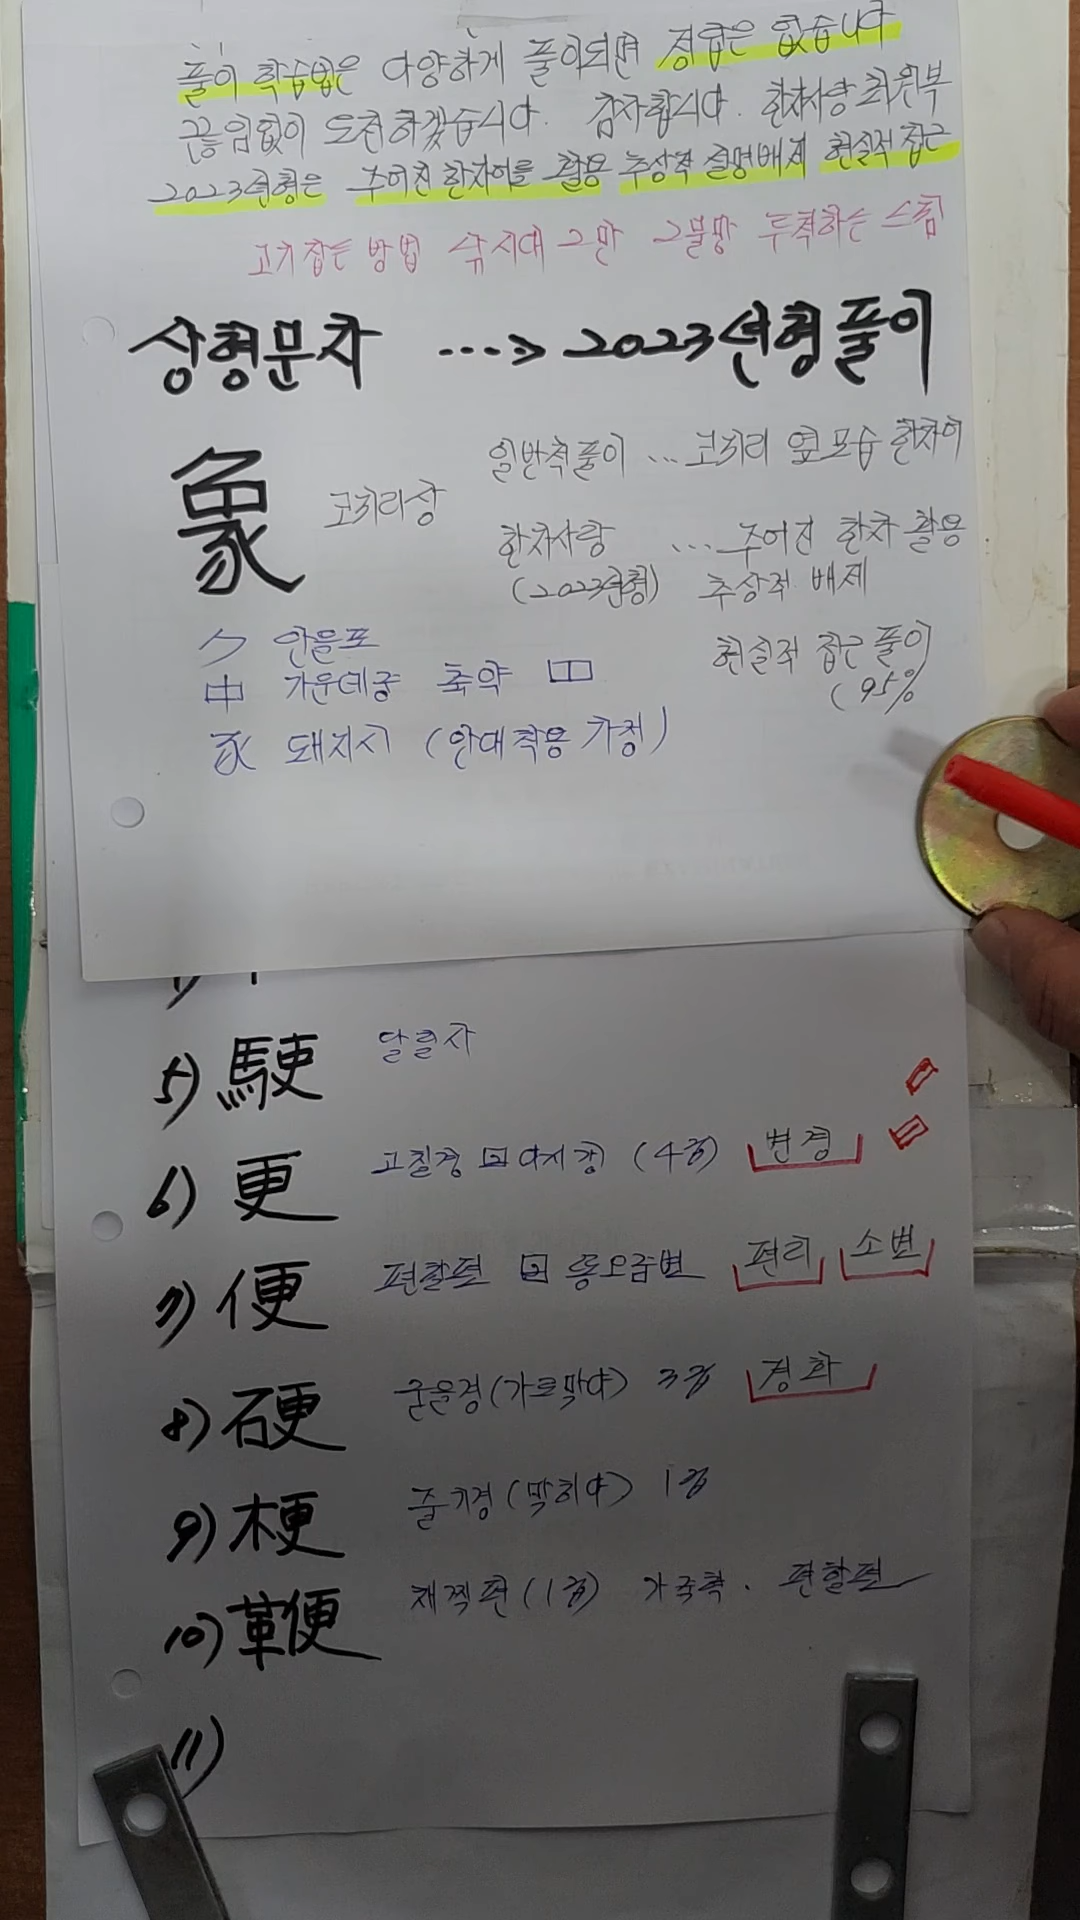 풀이 학습법은 다양하게 풀이되면 정답은 없습니다
끊임없이 도전하겠습니다. 감사합니다. 한자사랑 최원부
2023년형은 주어진 한자어를 활용 추상적 설명배제 현실적 접근
고기잡는 방법 시대 그만 그물망 투척하는 스킬
상형문자 ···> 2023년형풀이
象 코끼리상
일반적풀이 ... 코끼리 옆모습 한자어
한자사랑 ... 주어진 한자 활용
(2023년형) 추상적 배제
현실적 접근풀이
(95%
勹 안을포
中 가운데중 축약
豕 돼지시 (안대착용 가정)
5) 駛 달릴사
6) 更 고칠경 다시갱 (4급) 변경
7) 便 편할편 똥오줌변 편리 소변
8) 硬 굳을경(가로막다) 3급 경화
9) 梗 줄기경(막히다) 1급
10) 鞭 채찍편(1급) 가죽혁. 편할편
11)